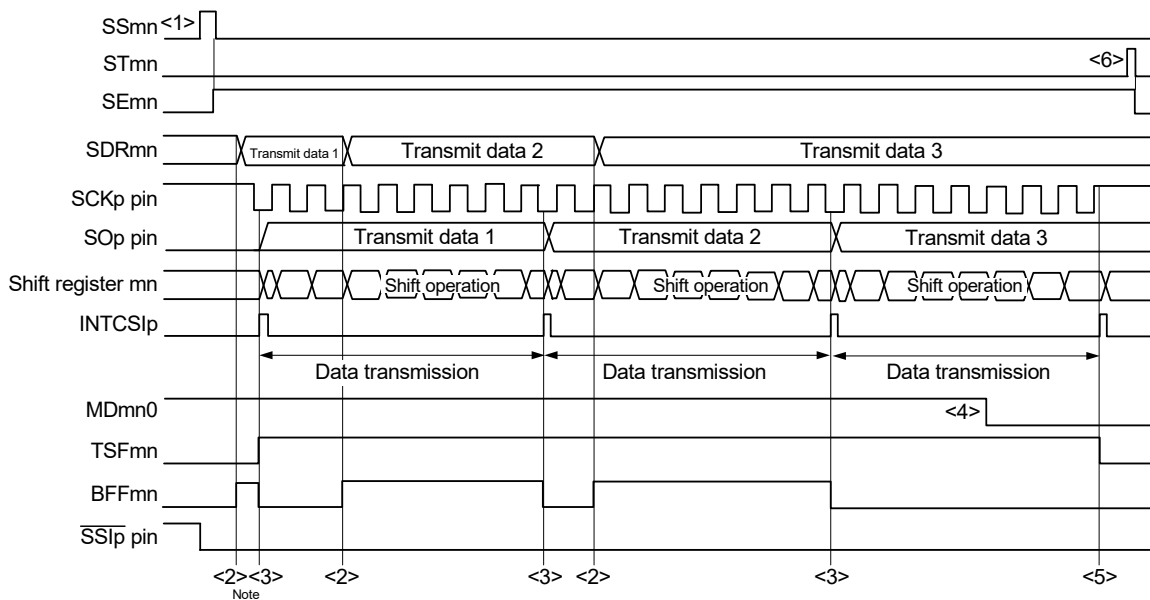 SSmn <1>
STmn <6>
SEmn
SDRmn Transmit data 1 Transmit data 2 Transmit data 3
SCKp pin
SOp pin Transmit data 1 Transmit data 2 Transmit data 3
Shift register mn Shift operation Shift operation Shift operation
INTCSIp
Data transmission Data transmission Data transmission
MDmn0 <4>
TSFmn
BFFmn
SSIp pin
<2> <3> <2> <3> <2> <3> <5>
Note